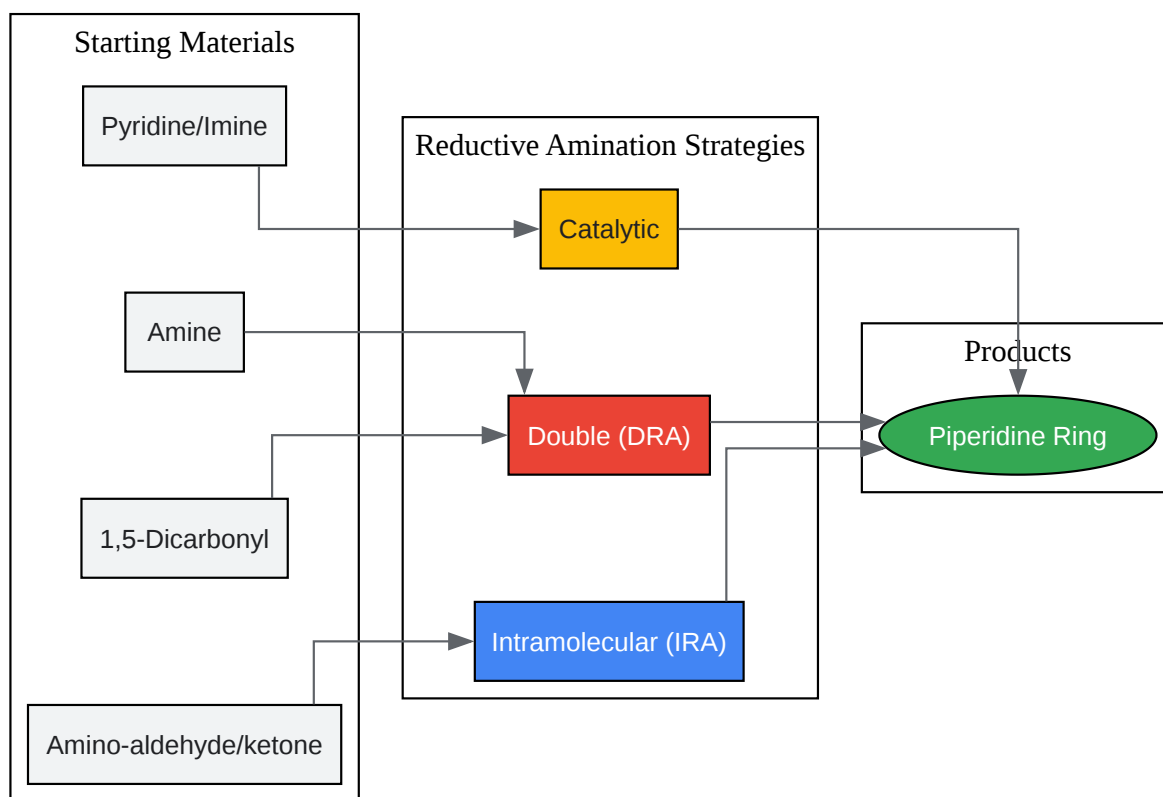 Starting Materials
Pyridine/Imine
Amine
1,5-Dicarbonyl
Amino-aldehyde/ketone
Reductive Amination Strategies
Catalytic
Double (DRA)
Intramolecular (IRA)
Products
Piperidine Ring